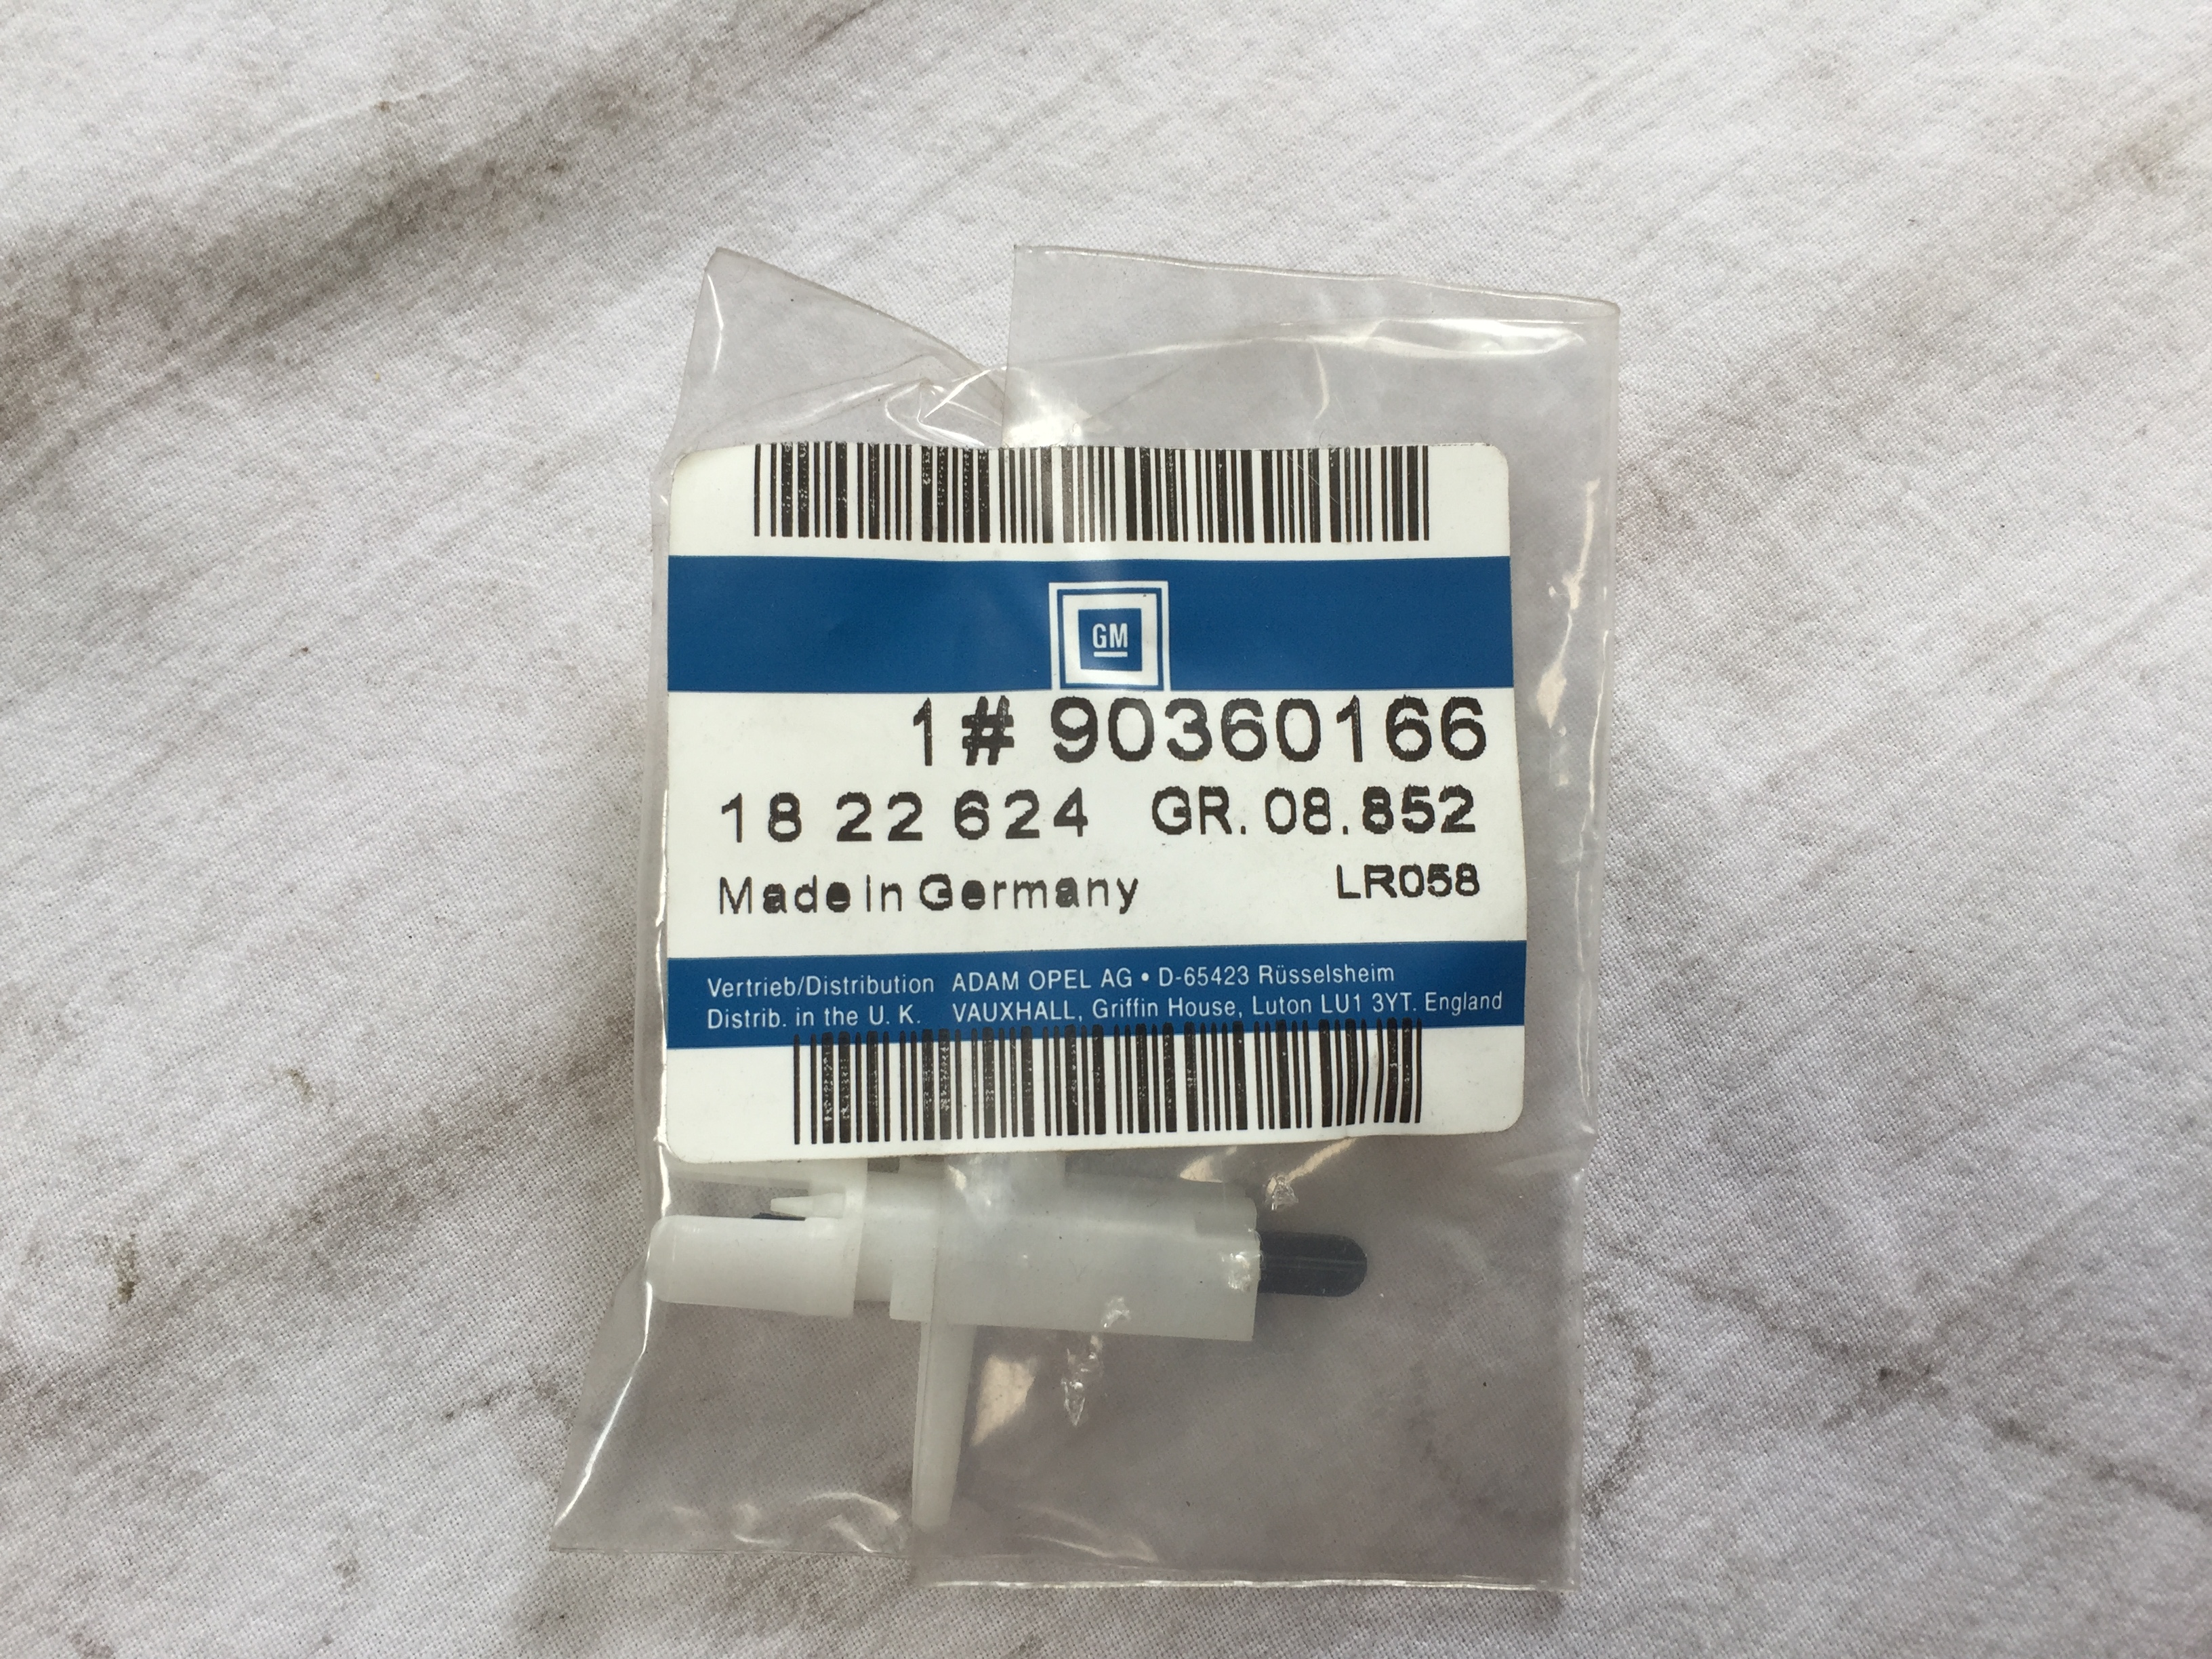 GM
1# 90360166
18 22 624 GR. 08.852
Made in Germany LR058
Vertrieb/Distribution ADAM OPEL AG • D-65423 Rüsselsheim
Distrib. in the U. K. VAUXHALL, Griffin House, Luton LU1 3YT. England